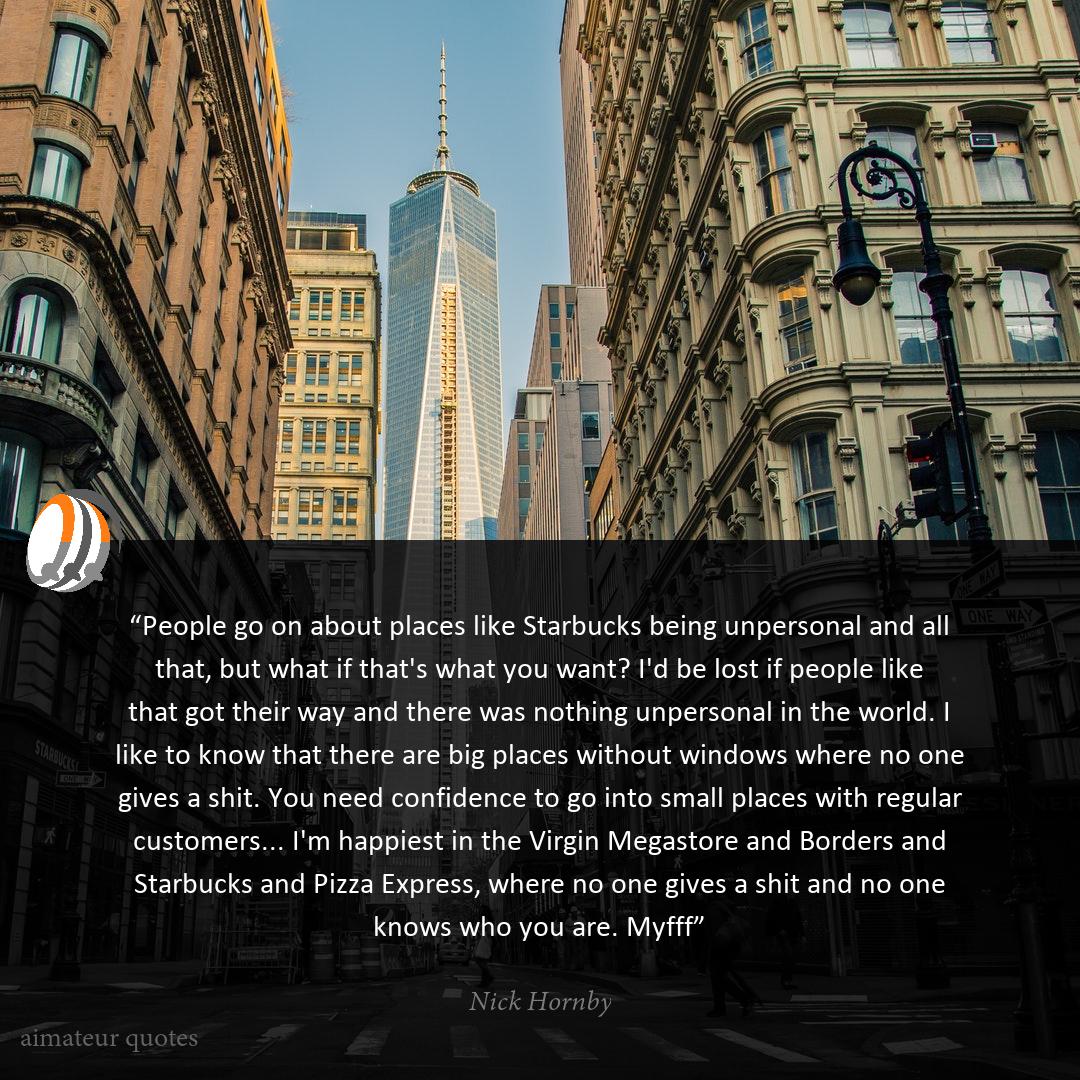 “People go on about places like Starbucks being unpersonal and all
that, but what if that's what you want? I'd be lost if people like
that got their way and there was nothing unpersonal in the world. I
like to know that there are big places without windows where no one
gives a shit. You need confidence to go into small places with regular
customers... I'm happiest in the Virgin Megastore and Borders and
Starbucks and Pizza Express, where no one gives a shit and no one
knows who you are. Myfff”
Nick Hornby
aimateur quotes
ONE WAY
STARBUCKS
ONE WAY